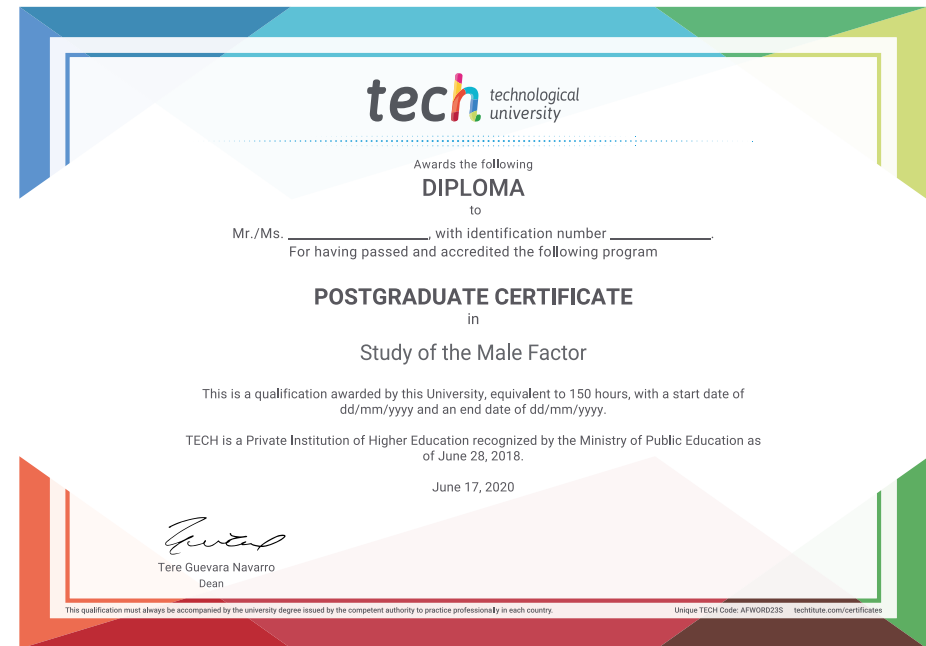 tech technological
university
Awards the following
DIPLOMA
to
Mr./Ms. ____________________, with identification number ______________.
For having passed and accredited the following program
POSTGRADUATE CERTIFICATE
in
Study of the Male Factor
This is a qualification awarded by this University, equivalent to 150 hours, with a start date of
dd/mm/yyyy and an end date of dd/mm/yyyy.
TECH is a Private Institution of Higher Education recognized by the Ministry of Public Education as
of June 28, 2018.
June 17, 2020
Tere Guevara Navarro
Dean
This qualification must always be accompanied by the university degree issued by the competent authority to practice professionally in each country. Unique TECH Code: AFWORD23S techtitute.com/certificates